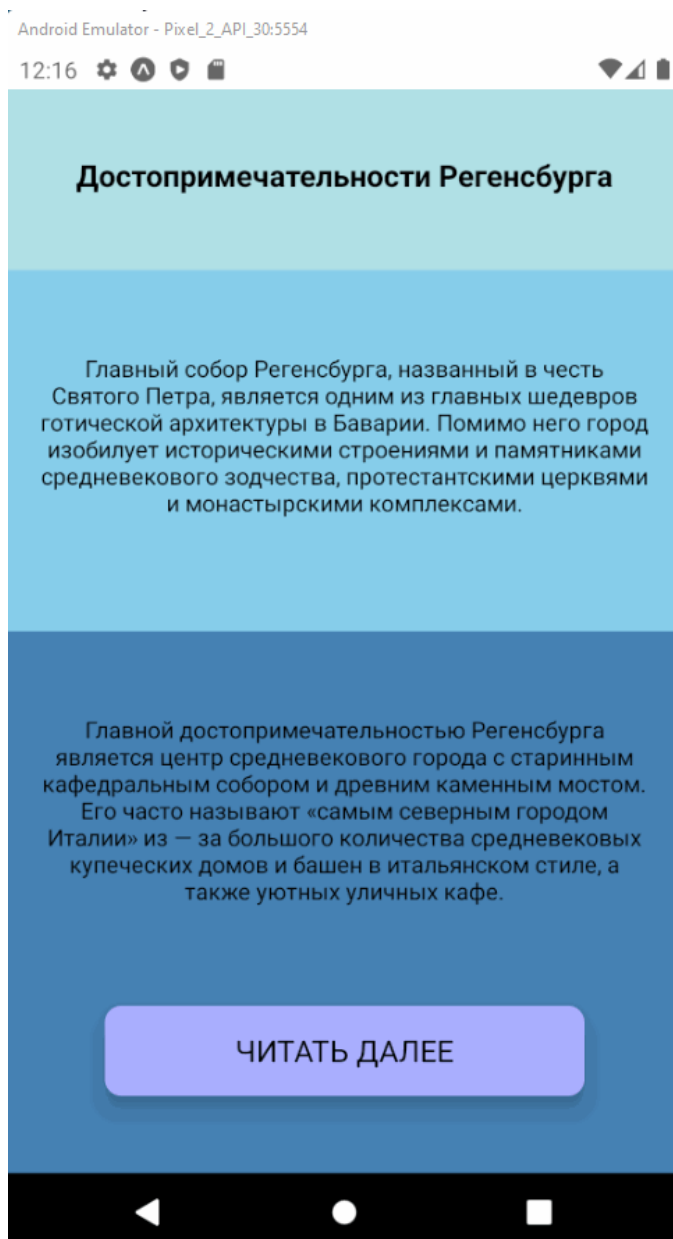 Android Emulator - Pixel_2_API_30:5554
12:16
Достопримечательности Регенсбурга
Главный собор Регенсбурга, названный в честь
Святого Петра, является одним из главных шедевров
готической архитектуры в Баварии. Помимо него город
изобилует историческими строениями и памятниками
средневекового зодчества, протестантскими церквями
и монастырскими комплексами.
Главной достопримечательностью Регенсбурга
является центр средневекового города с старинным
кафедральным собором и древним каменным мостом.
Его часто называют «самым северным городом
Италии» из — за большого количества средневековых
купеческих домов и башен в итальянском стиле, а
также уютных уличных кафе.
ЧИТАТЬ ДАЛЕЕ